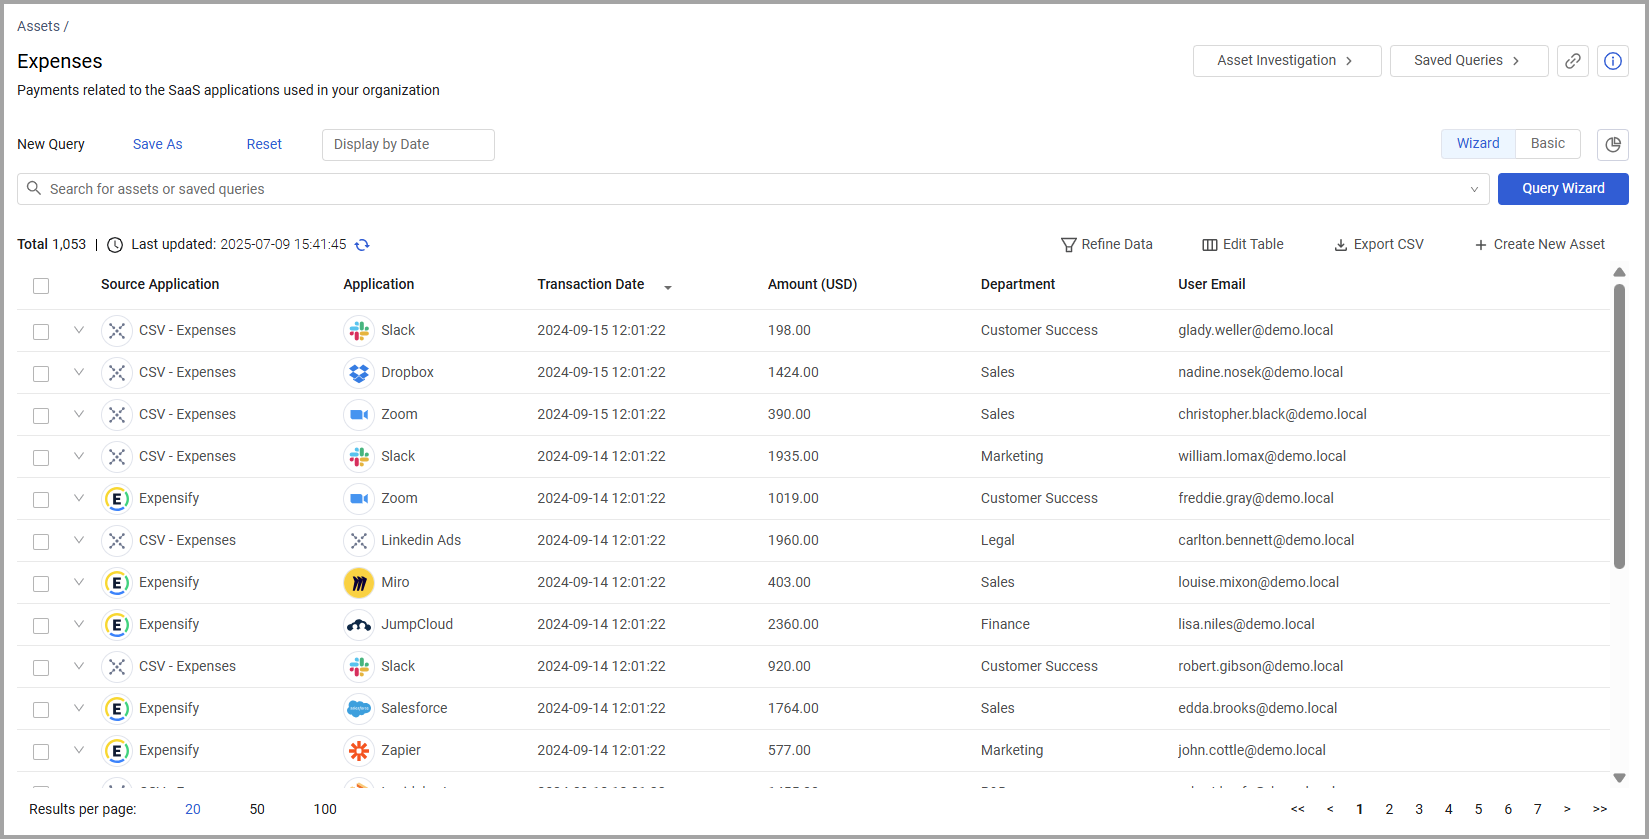 Assets /
Expenses
Asset Investigation >
Saved Queries >
Payments related to the SaaS applications used in your organization
New Query Save As Reset Display by Date Wizard Basic
Search for assets or saved queries Query Wizard
Total 1,053 | Last updated: 2025-07-09 15:41:45 Refine Data Edit Table Export CSV + Create New Asset
Source Application Application Transaction Date Amount (USD) Department User Email
CSV - Expenses Slack 2024-09-15 12:01:22 198.00 Customer Success glady.weller@demo.local
CSV - Expenses Dropbox 2024-09-15 12:01:22 1424.00 Sales nadine.nosek@demo.local
CSV - Expenses Zoom 2024-09-15 12:01:22 390.00 Sales christopher.black@demo.local
CSV - Expenses Slack 2024-09-14 12:01:22 1935.00 Marketing william.lomax@demo.local
E Expensify Zoom 2024-09-14 12:01:22 1019.00 Customer Success freddie.gray@demo.local
CSV - Expenses Linkedin Ads 2024-09-14 12:01:22 1960.00 Legal carlton.bennett@demo.local
E Expensify Miro 2024-09-14 12:01:22 403.00 Sales louise.mixon@demo.local
E Expensify JumpCloud 2024-09-14 12:01:22 2360.00 Finance lisa.niles@demo.local
CSV - Expenses Slack 2024-09-14 12:01:22 920.00 Customer Success robert.gibson@demo.local
E Expensify Salesforce 2024-09-14 12:01:22 1764.00 Sales edda.brooks@demo.local
E Expensify Zapier 2024-09-14 12:01:22 577.00 Marketing john.cottle@demo.local
Results per page: 20 50 100 << < 1 2 3 4 5 6 7 > >>